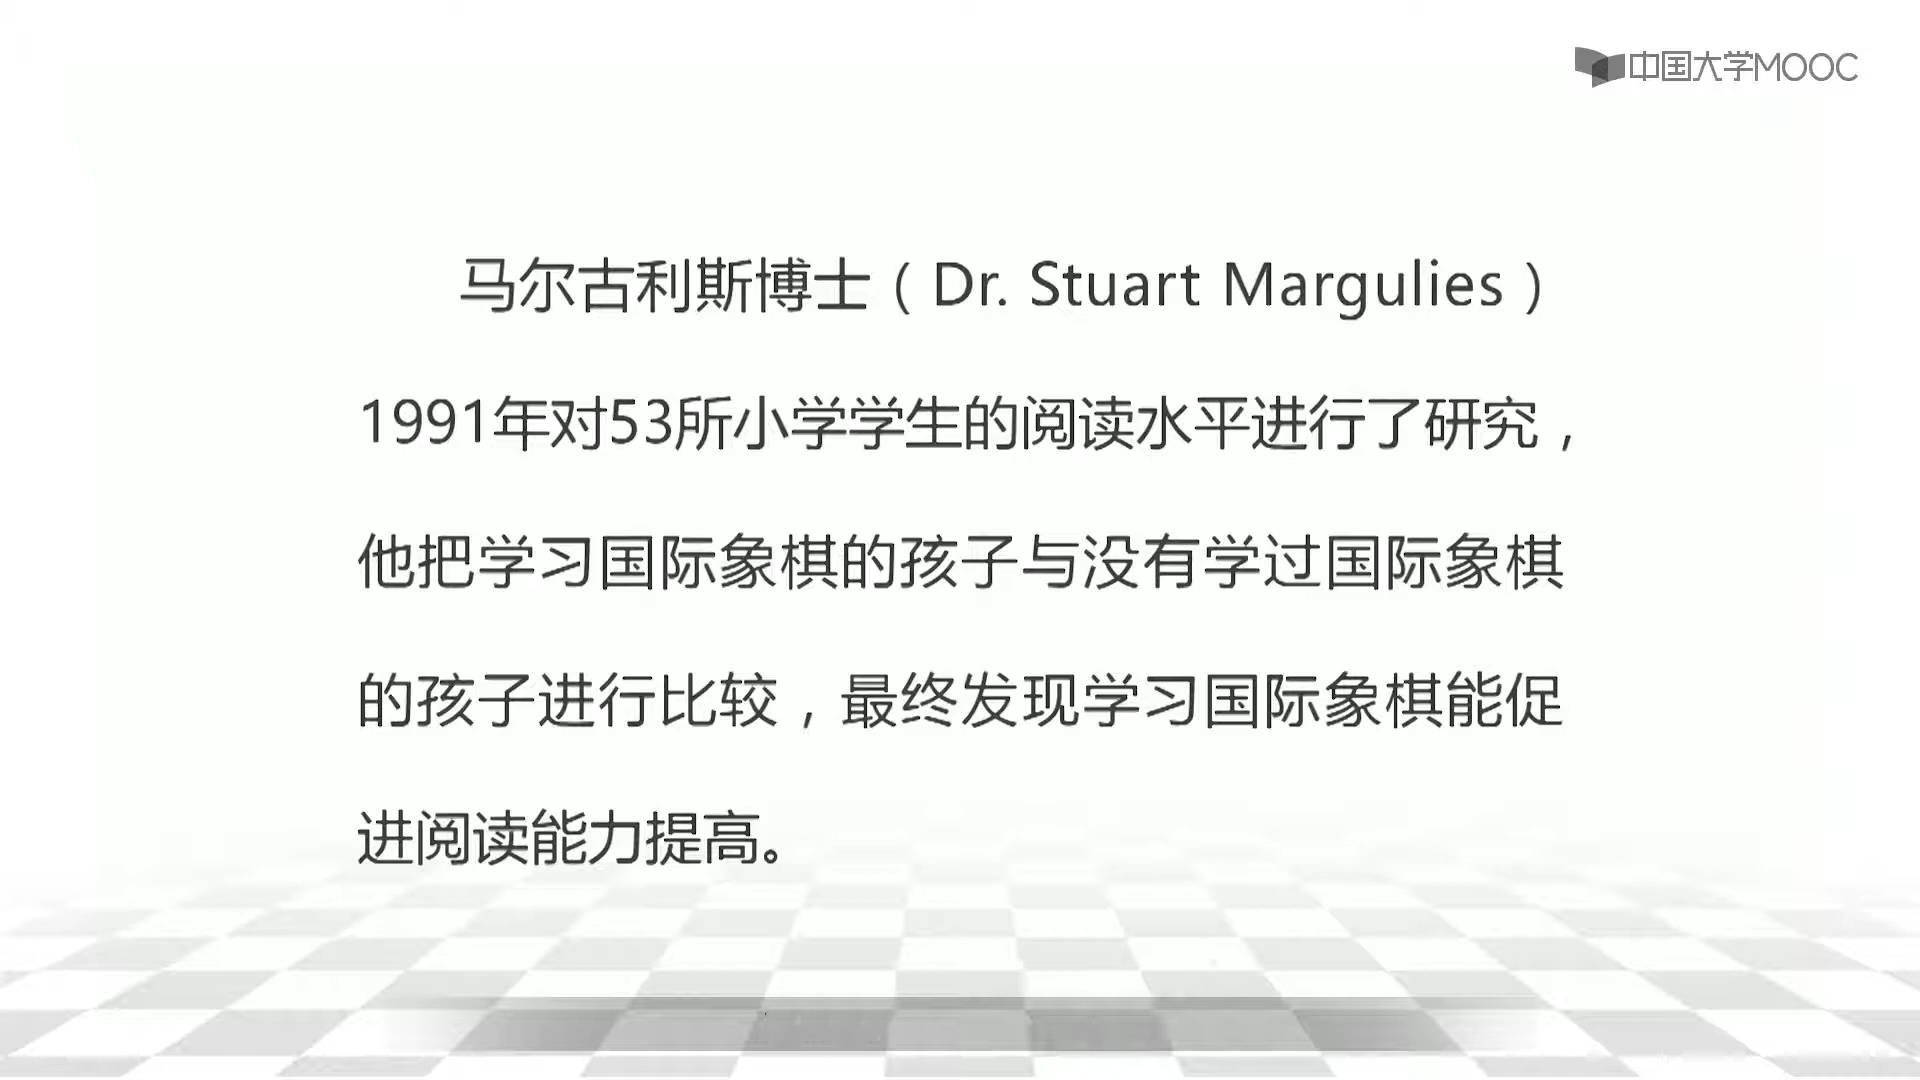 中国大学MOOC
马尔古利斯博士（Dr. Stuart Margulies）
1991年对53所小学学生的阅读水平进行了研究，
他把学习国际象棋的孩子与没有学过国际象棋
的孩子进行比较，最终发现学习国际象棋能促
进阅读能力提高。